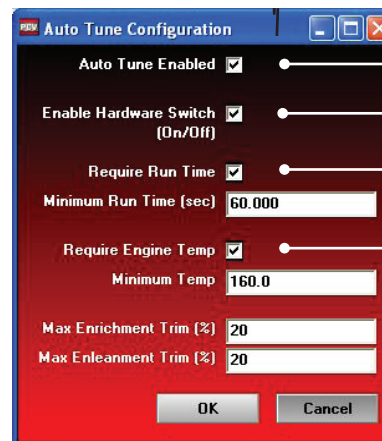 PCV Auto Tune Configuration
Auto Tune Enabled
Enable Hardware Switch
(On/Off)
Require Run Time
Minimum Run Time (sec) 60.000
Require Engine Temp
Minimum Temp 160.0
Max Enrichment Trim (%) 20
Max Enleanment Trim (%) 20
OK Cancel